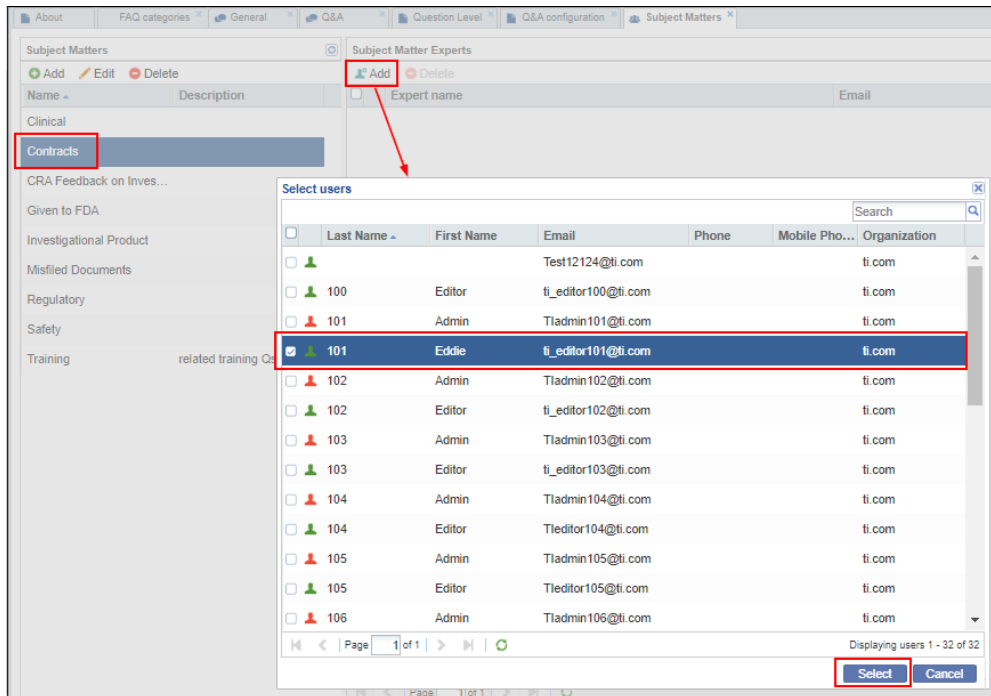 About FAQ categories General Q&A Question Level Q&A configuration Subject Matters
Subject Matters Subject Matter Experts
Add Edit Delete Add Delete
Name Description Expert name Email
Clinical
Contracts
CRA Feedback on Inves...
Given to FDA
Investigational Product
Misfiled Documents
Regulatory
Safety
Training related training Qs
Select users
Search
Last Name First Name Email Phone Mobile Pho... Organization
Test12124@ti.com ti.com
100 Editor ti_editor100@ti.com ti.com
101 Admin TIadmin101@ti.com ti.com
101 Eddie ti_editor101@ti.com ti.com
102 Admin TIadmin102@ti.com ti.com
102 Editor ti_editor102@ti.com ti.com
103 Admin TIadmin103@ti.com ti.com
103 Editor ti_editor103@ti.com ti.com
104 Admin TIadmin104@ti.com ti.com
104 Editor TIeditor104@ti.com ti.com
105 Admin TIadmin105@ti.com ti.com
105 Editor TIeditor105@ti.com ti.com
106 Admin TIadmin106@ti.com ti.com
Page 1 of 1 Displaying users 1 - 32 of 32
Select Cancel
Page 1 of 1